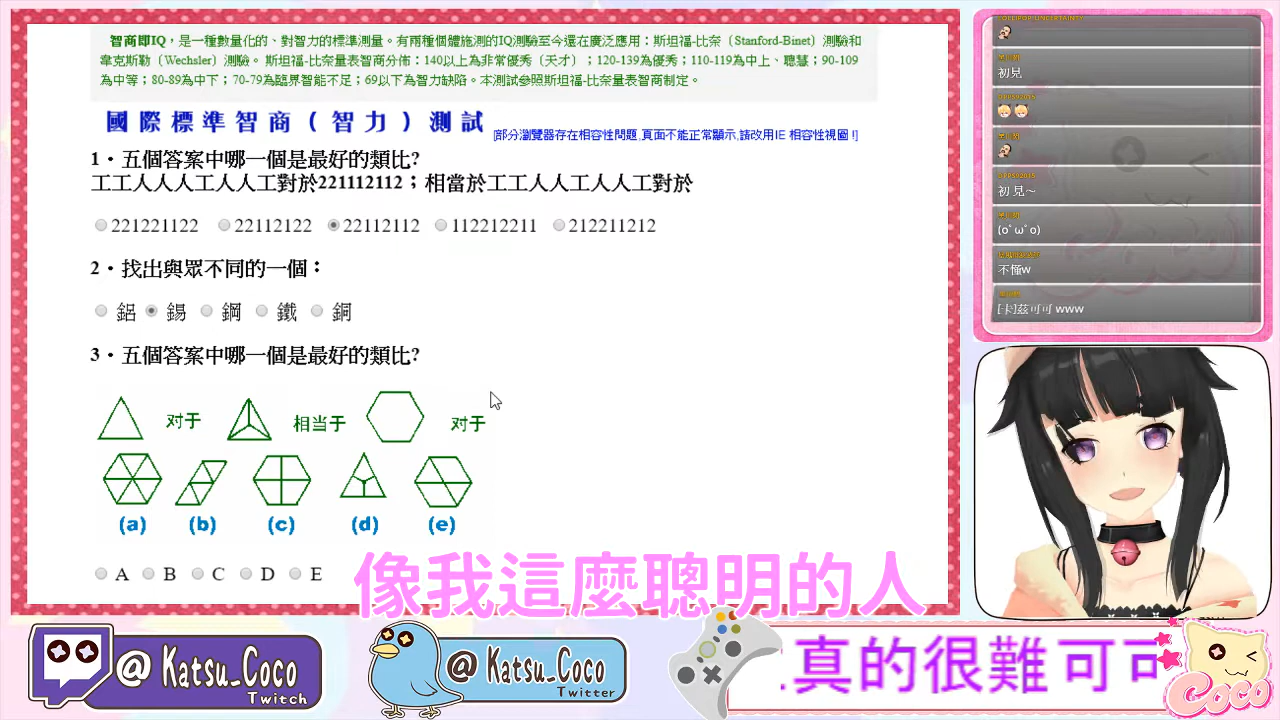 智商即IQ，是一種數量化的、對智力的標準測量。有兩種個體施測的IQ測驗至今還在廣泛應用：斯坦福-比奈（Stanford-Binet）測驗和
韋克斯勒（Wechsler）測驗。 斯坦福-比奈量表智商分佈：140以上為非常優秀（天才）；120-139為優秀；110-119為中上、聰慧；90-109
為中等；80-89為中下；70-79為臨界智能不足；69以下為智力缺陷。本測試參照斯坦福-比奈量表智商制定。
國際標準智商（智力）測試
[部分瀏覽器存在相容性問題,頁面不能正常顯示,請改用IE 相容性視圖 !]
1・五個答案中哪一個是最好的類比?
工工人人人工人人工對於221112112；相當於工工人人工人人工對於
221221122 22112122 22112112 112212211 212211212
2・找出與眾不同的一個：
鋁 錫 鋼 鐵 銅
3・五個答案中哪一個是最好的類比?
对于 相当于 对于
(a) (b) (c) (d) (e)
A B C D E
像我這麼聰明的人
LOLLIPOP UNCERTAINTY
初見
初見~
(oﾟωﾟo)
不懂w
[卡]茲可可 www
@ Katsu_Coco
Twitch
@ Katsu_Coco
Twitter
真的很難可可
Coco